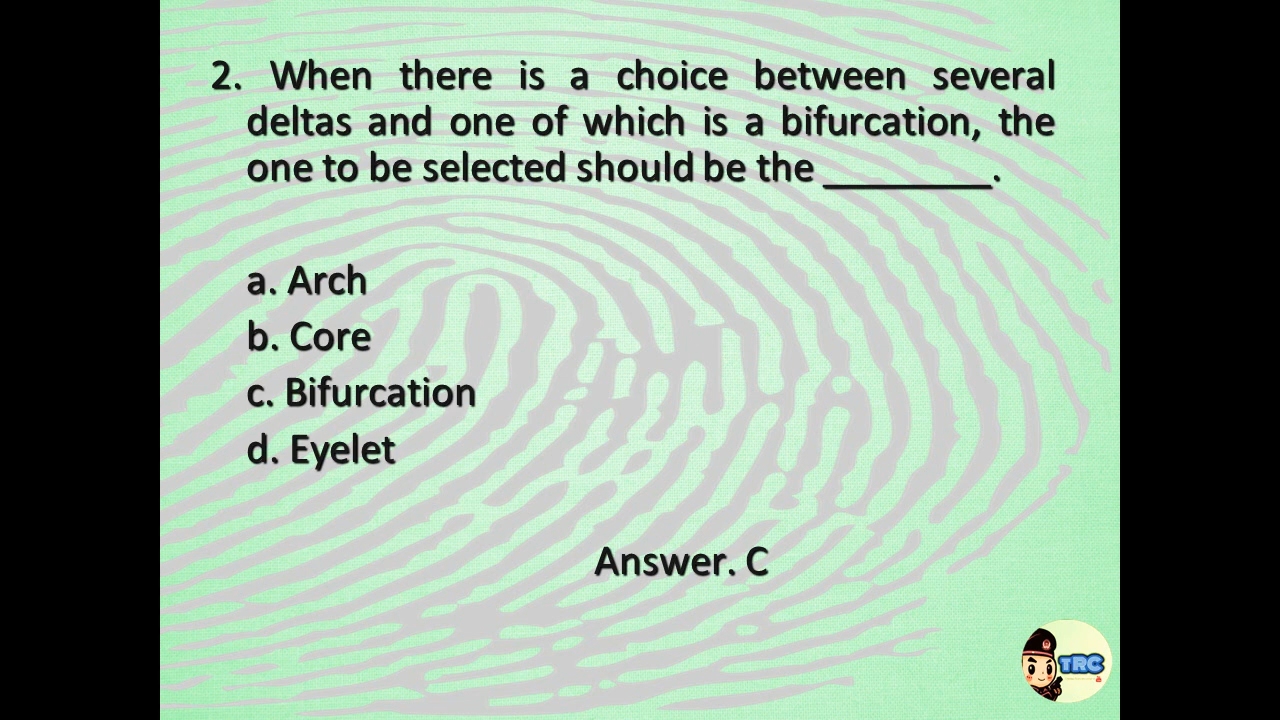 2. When there is a choice between several
deltas and one of which is a bifurcation, the
one to be selected should be the ________.
a. Arch
b. Core
c. Bifurcation
d. Eyelet
Answer. C
TRC